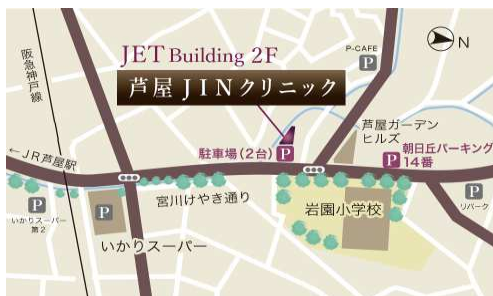 JET Building 2F
芦屋JINクリニック
P-CAFE
P
N
阪急神戸線
芦屋ガーデン
ヒルズ
駐車場(2台)
P
P
朝日丘パーキング
14番
←JR芦屋駅
P
いかりスーパー
第2
P
いかりスーパー
宮川けやき通り
岩園小学校
P
リパーク